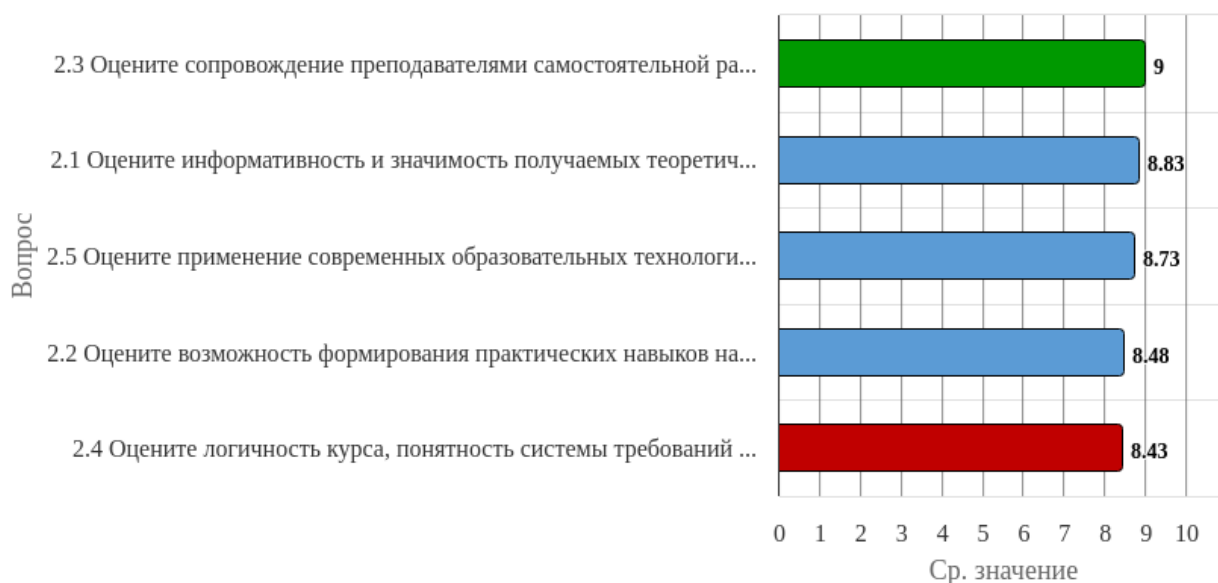 2.3 Оцените сопровождение преподавателями самостоятельной ра...
9
2.1 Оцените информативность и значимость получаемых теоретич...
8.83
Вопрос
2.5 Оцените применение современных образовательных технологи...
8.73
2.2 Оцените возможность формирования практических навыков на...
8.48
2.4 Оцените логичность курса, понятность системы требований ...
8.43
0 1 2 3 4 5 6 7 8 9 10
Ср. значение